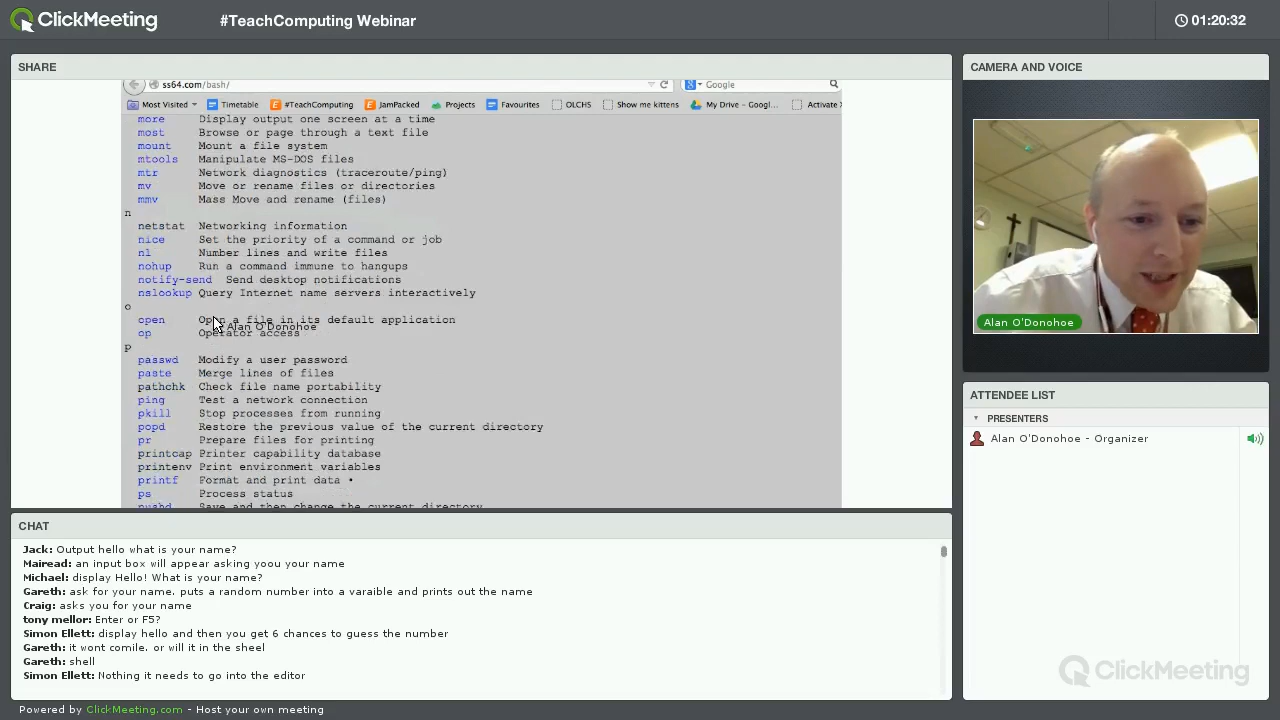 ClickMeeting
#TeachComputing Webinar
01:20:32
SHARE
ss64.com/bash/
Google
Most Visited
Timetable
#TeachComputing
JamPacked
Projects
Favourites
OLCHS
Show me kittens
My Drive – Googl...
Activate
more Display output one screen at a time
most Browse or page through a text file
mount Mount a file system
mtools Manipulate MS-DOS files
mtr Network diagnostics (traceroute/ping)
mv Move or rename files or directories
mmv Mass Move and rename (files)
n
netstat Networking information
nice Set the priority of a command or job
nl Number lines and write files
nohup Run a command immune to hangups
notify-send Send desktop notifications
nslookup Query Internet name servers interactively
o
open Open a file in its default application
Alan O'Donohoe
op Operator access
p
passwd Modify a user password
paste Merge lines of files
pathchk Check file name portability
ping Test a network connection
pkill Stop processes from running
popd Restore the previous value of the current directory
pr Prepare files for printing
printcap Printer capability database
printenv Print environment variables
printf Format and print data •
ps Process status
pushd Save and then change the current directory
CAMERA AND VOICE
Alan O'Donohoe
ATTENDEE LIST
PRESENTERS
Alan O'Donohoe - Organizer
CHAT
Jack: Output hello what is your name?
Mairead: an input box will appear asking yoou your name
Michael: display Hello! What is your name?
Gareth: ask for your name. puts a random number into a varaible and prints out the name
Craig: asks you for your name
tony mellor: Enter or F5?
Simon Ellett: display hello and then you get 6 chances to guess the number
Gareth: it wont comile. or will it in the sheel
Gareth: shell
Simon Ellett: Nothing it needs to go into the editor
ClickMeeting
Powered by ClickMeeting.com - Host your own meeting